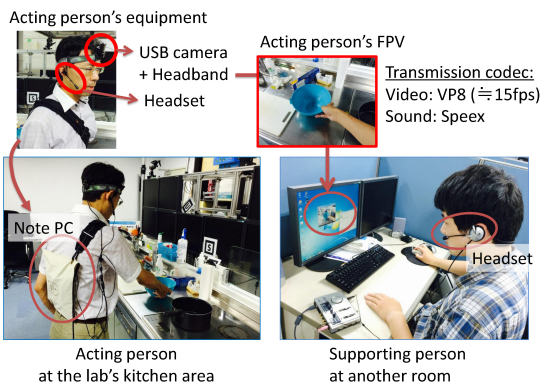 Acting person's equipment
USB camera
+ Headband
Headset
Acting person's FPV
Transmission codec:
Video: VP8 (≒15fps)
Sound: Speex
Note PC
Headset
Acting person
at the lab's kitchen area
Supporting person
at another room